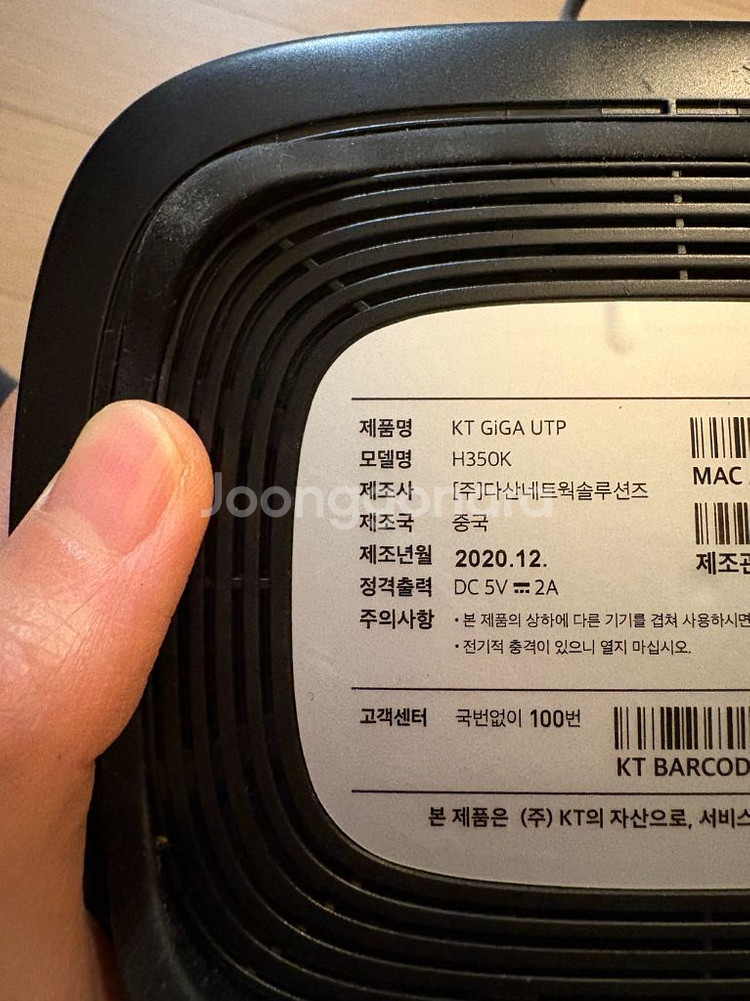 제품명 KT GiGA UTP
모델명 H350K
MAC
제조사 [주]다산네트웍솔루션즈
Joonggonara
제조국 중국
제조년월 2020.12.
정격출력 DC 5V ⎓ 2A
주의사항 • 본 제품의 상하에 다른 기기를 겹쳐 사용하시면
• 전기적 충격이 있으니 열지 마십시오.
고객센터 국번없이 100번
KT BARCOD
본 제품은 (주) KT의 자산으로, 서비스